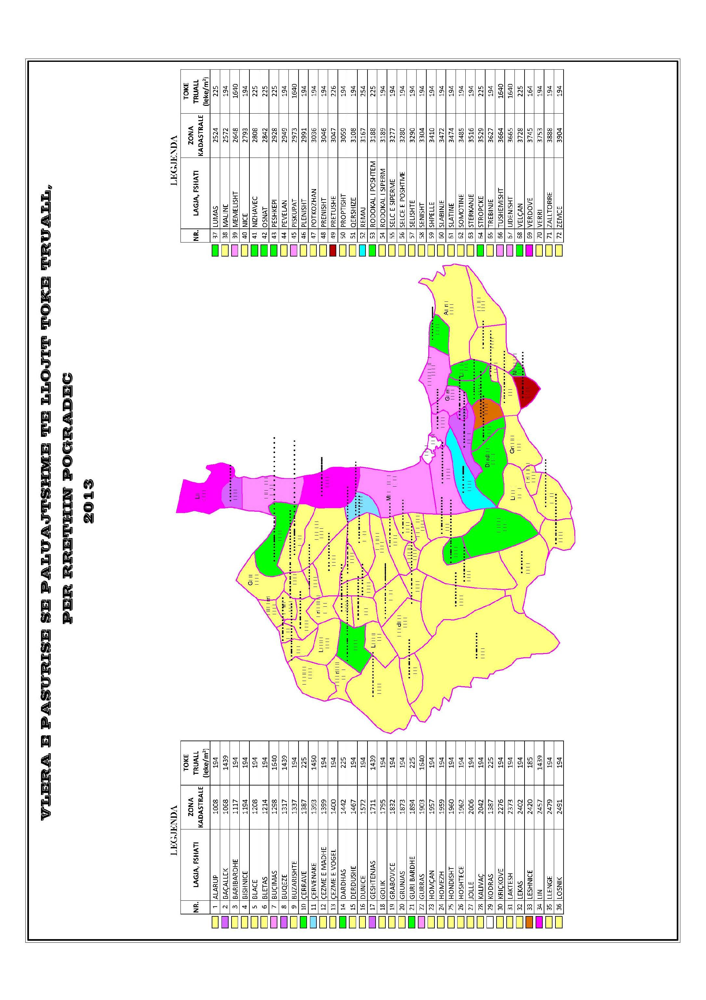 VLERA E PASURISE SE PALUAJTSHME TE LLOJIT TOKE TRUALL,
PER RRETHIN POGRADEC
2013
LEGJENDA
NR. LAGJA, FSHATI ZONA KADASTRALE TOKE TRUALL (leke/m²)
1 ALARUP 1008 194
2 BAÇALLEK 1068 1439
3 BARIBARDHE 1117 194
4 BISHNICE 1194 194
5 BLACE 1208 194
6 BLETAS 1214 194
7 BUÇIMAS 1298 1640
8 BUQEZE 1317 1439
9 BUZARISHTE 1337 194
10 ÇERRAVE 1387 225
11 ÇERVENAKE 1393 1450
12 ÇEZME E MADHE 1399 194
13 ÇEZME E VOGEL 1400 194
14 DARDHAS 1442 225
15 DERDUSHE 1467 194
16 DUNICE 1572 194
17 GESHTENJAS 1711 1439
18 GOLIK 1795 194
19 GRABOVICE 1832 194
20 GRUNJAS 1873 194
21 GURI BARDHE 1894 225
22 GURRAS 1903 1640
23 HOMÇAN 1957 194
24 HOMEZH 1959 194
25 HONDISHT 1960 194
26 HOSHTECE 1962 194
27 JOLLE 2006 194
28 KALIVAÇ 2042 194
29 KODRAS 1387 225
30 KRIÇKOVE 2276 194
31 LAKTESH 2373 194
32 LEKAS 2402 194
33 LESHNICE 2420 185
34 LIN 2457 1439
35 LLENGE 2479 194
36 LOSNIK 2491 194
LEGJENDA
NR. LAGJA, FSHATI ZONA KADASTRALE TOKE TRUALL (leke/m²)
37 LUMAS 2524 225
38 MALINE 2572 194
39 MEMELISHT 2648 1640
40 NICE 2793 194
41 NIZHAVEC 2808 225
42 OSNAT 2842 225
43 PESHKEPI 2928 225
44 PEVELAN 2949 194
45 PISKUPAT 2973 1640
46 PLENISHT 2991 194
47 POTKOZHAN 3036 194
48 PRENISHT 3046 194
49 PRETUSHE 3047 226
50 PROPTISHT 3059 194
51 QERSHIZE 3108 194
52 REMAJ 3167 254
53 RODOKAL I POSHTEM 3188 225
54 RODOKAL I SIPERM 3189 194
55 SELC E SIPERME 3277 194
56 SELCE E POSHTME 3280 194
57 SELISHTE 3290 194
58 SENISHT 3304 194
59 SHPELLE 3410 194
60 SLABINJE 3472 194
61 SLATINE 3474 194
62 SOMOTINE 3485 194
63 STERKANJE 3516 194
64 STROPCKE 3529 225
65 TREBINJE 3627 194
66 TUSHEMISHT 3664 1640
67 UDENISHT 3665 1640
68 VELÇAN 3728 225
69 VERDOVE 3745 164
70 VERRI 3753 194
71 ZALLTORRE 3888 194
72 ZEMCE 3904 194